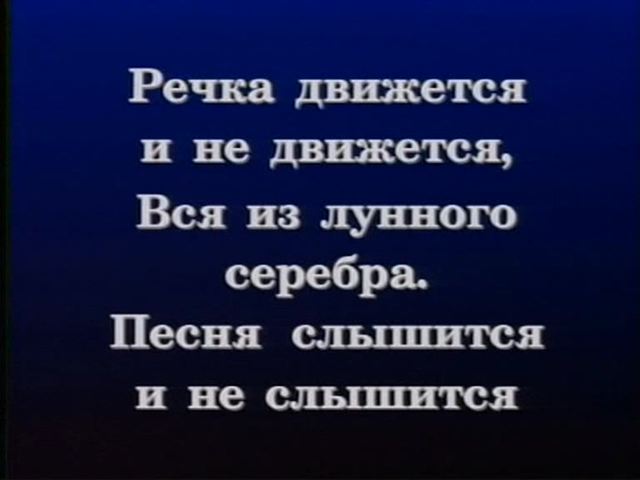 Речка движется
и не движется,
Вся из лунного
серебра.
Песня слышится
и не слышится